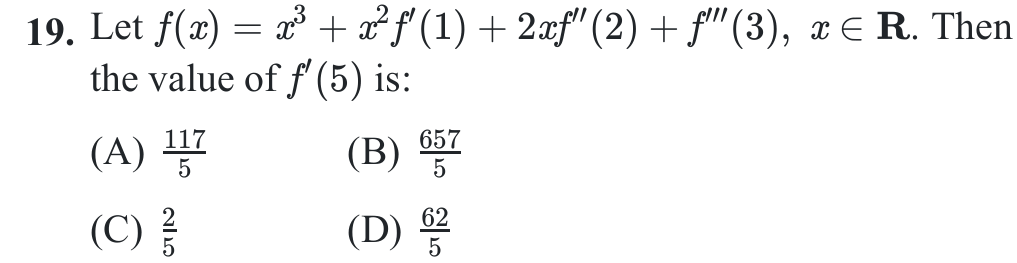 19. Let f(x) = x³ + x²f′(1) + 2xf″(2) + f‴(3), x ∈ R. Then
the value of f′(5) is:
(A) 117/5 (B) 657/5
(C) 2/5 (D) 62/5